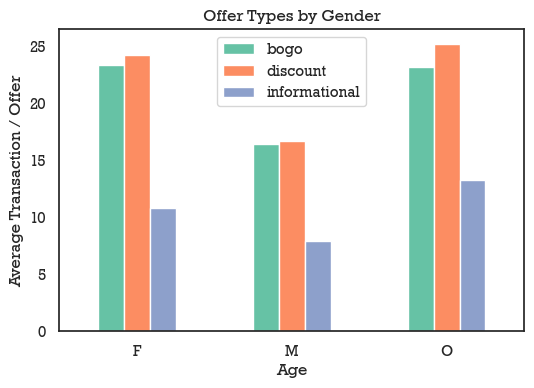 Offer Types by Gender
bogo
discount
informational
Average Transaction / Offer
25
20
15
10
5
0
F M O
Age